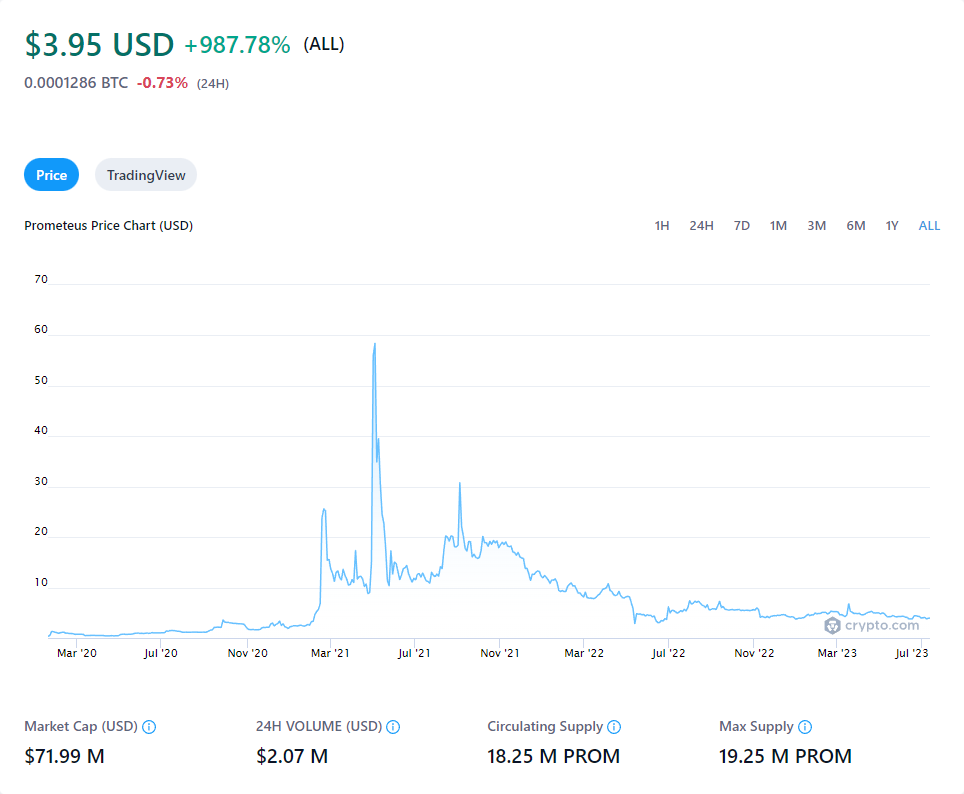 $3.95 USD +987.78% (ALL)
0.0001286 BTC -0.73% (24H)
Price TradingView
Prometeus Price Chart (USD) 1H 24H 7D 1M 3M 6M 1Y ALL
70
60
50
40
30
20
10
crypto.com
Mar '20 Jul '20 Nov '20 Mar '21 Jul '21 Nov '21 Mar '22 Jul '22 Nov '22 Mar '23 Jul '23
Market Cap (USD) 24H VOLUME (USD) Circulating Supply Max Supply
$71.99 M $2.07 M 18.25 M PROM 19.25 M PROM